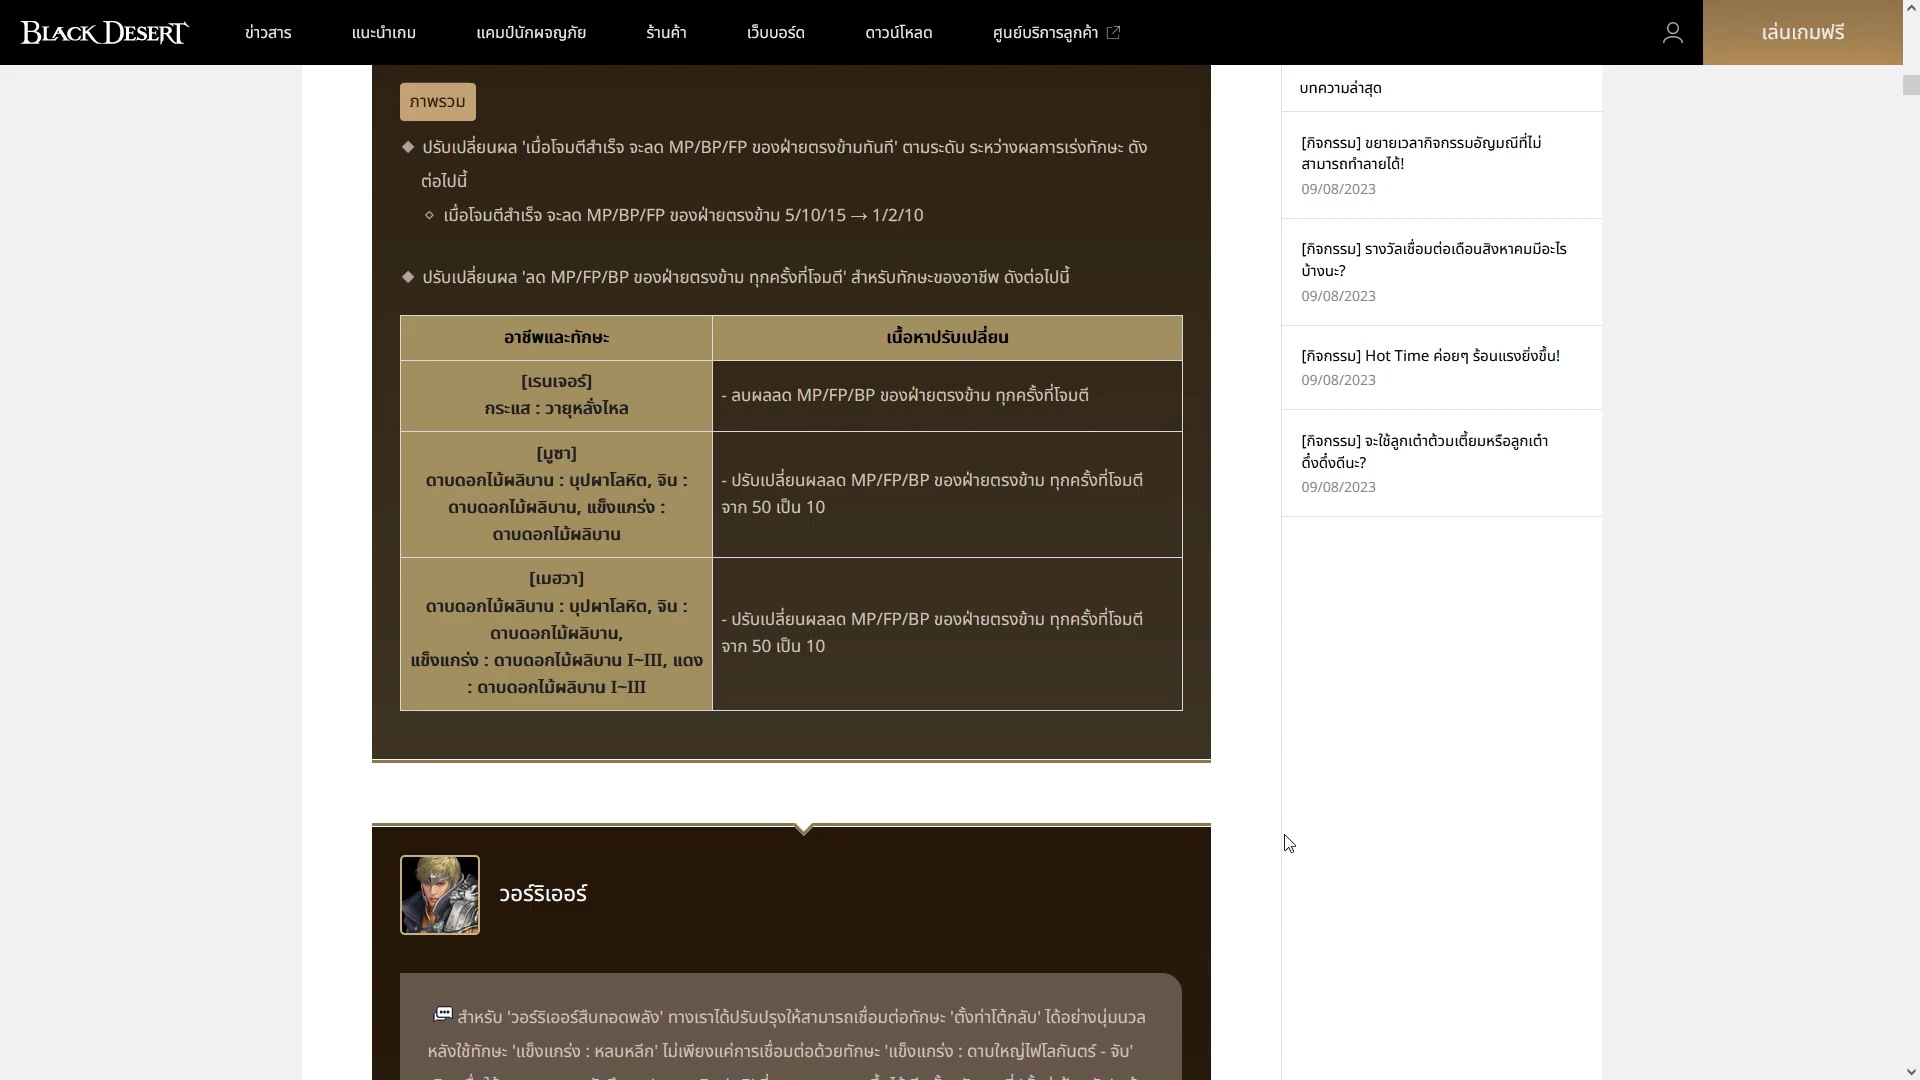 BLACK DESERT
ข่าวสาร
แนะนำเกม
แคมป์นักผจญภัย
ร้านค้า
เว็บบอร์ด
ดาวน์โหลด
ศูนย์บริการลูกค้า
เล่นเกมฟรี
ภาพรวม
◆ ปรับเปลี่ยนผล 'เมื่อโจมตีสำเร็จ จะลด MP/BP/FP ของฝ่ายตรงข้ามทันที' ตามระดับ ระหว่างผลการเร่งทักษะ ดัง
ต่อไปนี้
◇ เมื่อโจมตีสำเร็จ จะลด MP/BP/FP ของฝ่ายตรงข้าม 5/10/15 → 1/2/10
◆ ปรับเปลี่ยนผล 'ลด MP/FP/BP ของฝ่ายตรงข้าม ทุกครั้งที่โจมตี' สำหรับทักษะของอาชีพ ดังต่อไปนี้
อาชีพและทักษะ
เนื้อหาปรับเปลี่ยน
[เรนเจอร์]
กระแส : วายุหลั่งไหล
- ลบผลลด MP/FP/BP ของฝ่ายตรงข้าม ทุกครั้งที่โจมตี
[มูซา]
ดาบดอกไม้ผลิบาน : บุปผาโลหิต, จิน :
ดาบดอกไม้ผลิบาน, แข็งแกร่ง :
ดาบดอกไม้ผลิบาน
- ปรับเปลี่ยนผลลด MP/FP/BP ของฝ่ายตรงข้าม ทุกครั้งที่โจมตี
จาก 50 เป็น 10
[เมฮวา]
ดาบดอกไม้ผลิบาน : บุปผาโลหิต, จิน :
ดาบดอกไม้ผลิบาน,
แข็งแกร่ง : ดาบดอกไม้ผลิบาน I~III, แดง
: ดาบดอกไม้ผลิบาน I~III
- ปรับเปลี่ยนผลลด MP/FP/BP ของฝ่ายตรงข้าม ทุกครั้งที่โจมตี
จาก 50 เป็น 10
วอร์ริเออร์
สำหรับ 'วอร์ริเออร์สืบทอดพลัง' ทางเราได้ปรับปรุงให้สามารถเชื่อมต่อทักษะ 'ตั้งท่าโต้กลับ' ได้อย่างนุ่มนวล
หลังใช้ทักษะ 'แข็งแกร่ง : หลบหลีก' ไม่เพียงแค่การเชื่อมต่อด้วยทักษะ 'แข็งแกร่ง : ดาบใหญ่ไฟโลกันตร์ - จับ'
บทความล่าสุด
[กิจกรรม] ขยายเวลากิจกรรมอัญมณีที่ไม่
สามารถทำลายได้!
09/08/2023
[กิจกรรม] รางวัลเชื่อมต่อเดือนสิงหาคมมีอะไร
บ้างนะ?
09/08/2023
[กิจกรรม] Hot Time ค่อยๆ ร้อนแรงยิ่งขึ้น!
09/08/2023
[กิจกรรม] จะใช้ลูกเต๋าต้วมเตี้ยมหรือลูกเต๋า
ดึ๋งดึ๋งดีนะ?
09/08/2023